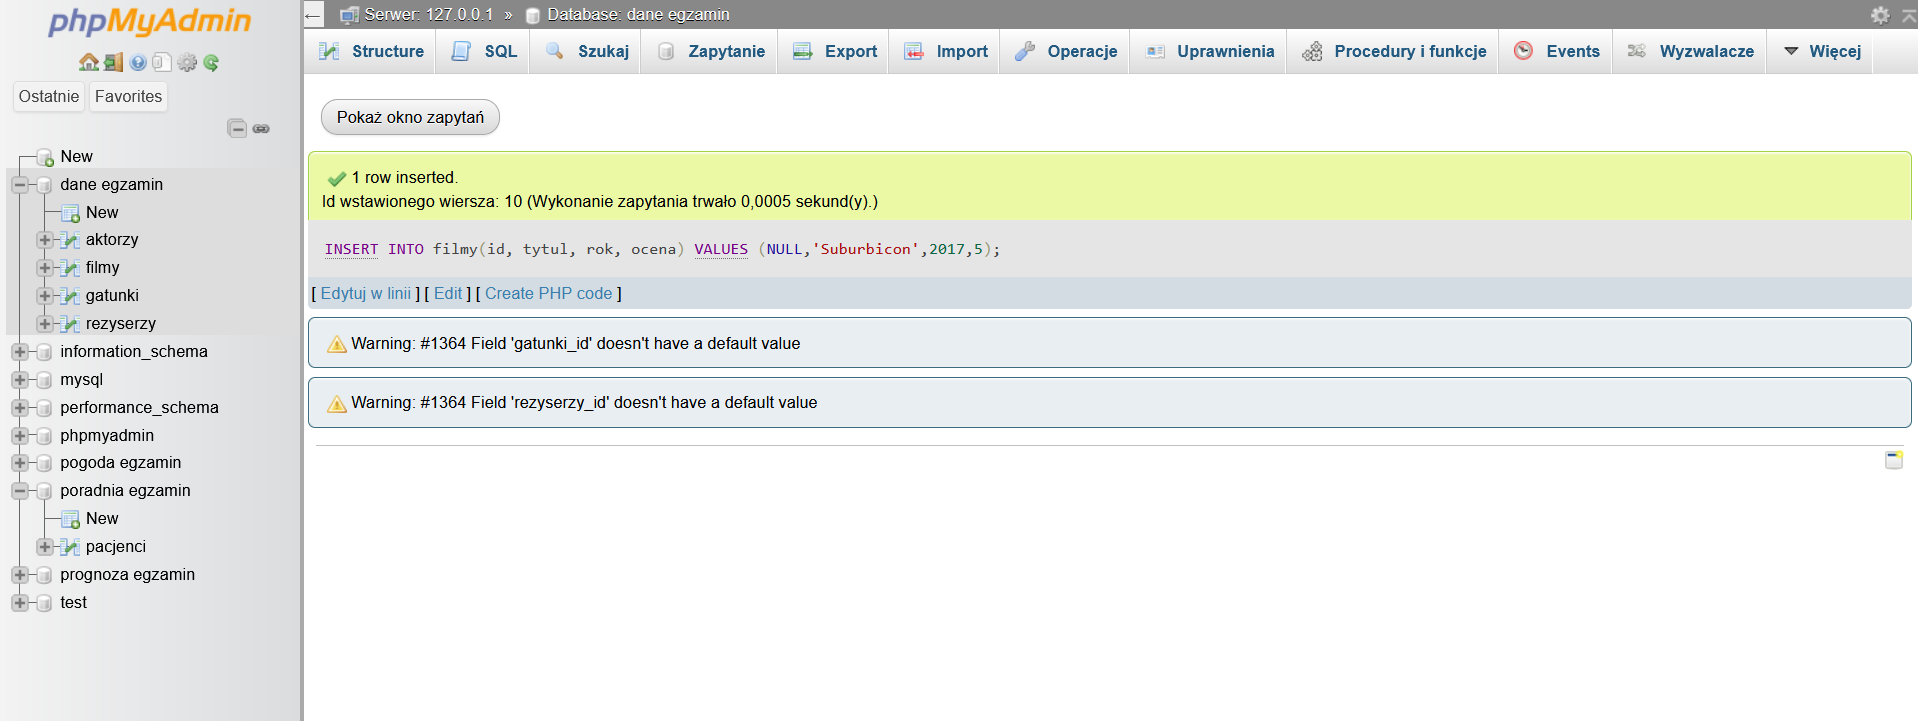 phpMyAdmin
Ostatnie Favorites
New
dane egzamin
New
aktorzy
filmy
gatunki
rezyserzy
information_schema
mysql
performance_schema
phpmyadmin
pogoda egzamin
poradnia egzamin
New
pacjenci
prognoza egzamin
test
← Serwer: 127.0.0.1 » Database: dane egzamin
Structure SQL Szukaj Zapytanie Export Import Operacje Uprawnienia Procedury i funkcje Events Wyzwalacze Więcej
Pokaż okno zapytań
1 row inserted.
Id wstawionego wiersza: 10 (Wykonanie zapytania trwało 0,0005 sekund(y).)
INSERT INTO filmy(id, tytul, rok, ocena) VALUES (NULL,'Suburbicon',2017,5);
[ Edytuj w linii ] [ Edit ] [ Create PHP code ]
Warning: #1364 Field 'gatunki_id' doesn't have a default value
Warning: #1364 Field 'rezyserzy_id' doesn't have a default value